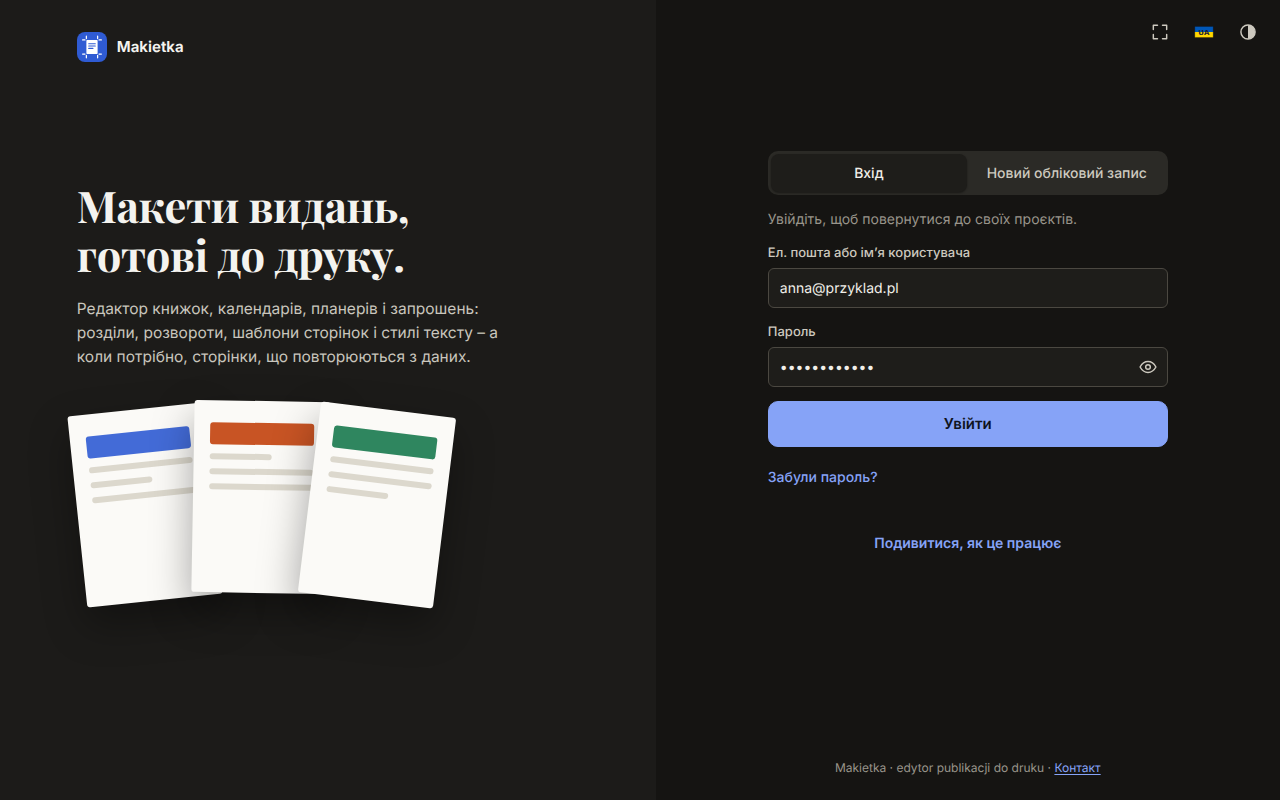 Makietka
UA
Макети видань,
готові до друку.
Редактор книжок, календарів, планерів і запрошень:
розділи, розвороти, шаблони сторінок і стилі тексту – а
коли потрібно, сторінки, що повторюються з даних.
Вхід
Новий обліковий запис
Увійдіть, щоб повернутися до своїх проєктів.
Ел. пошта або ім’я користувача
anna@przyklad.pl
Пароль
••••••••••••
Увійти
Забули пароль?
Подивитися, як це працює
Makietka · edytor publikacji do druku · Контакт